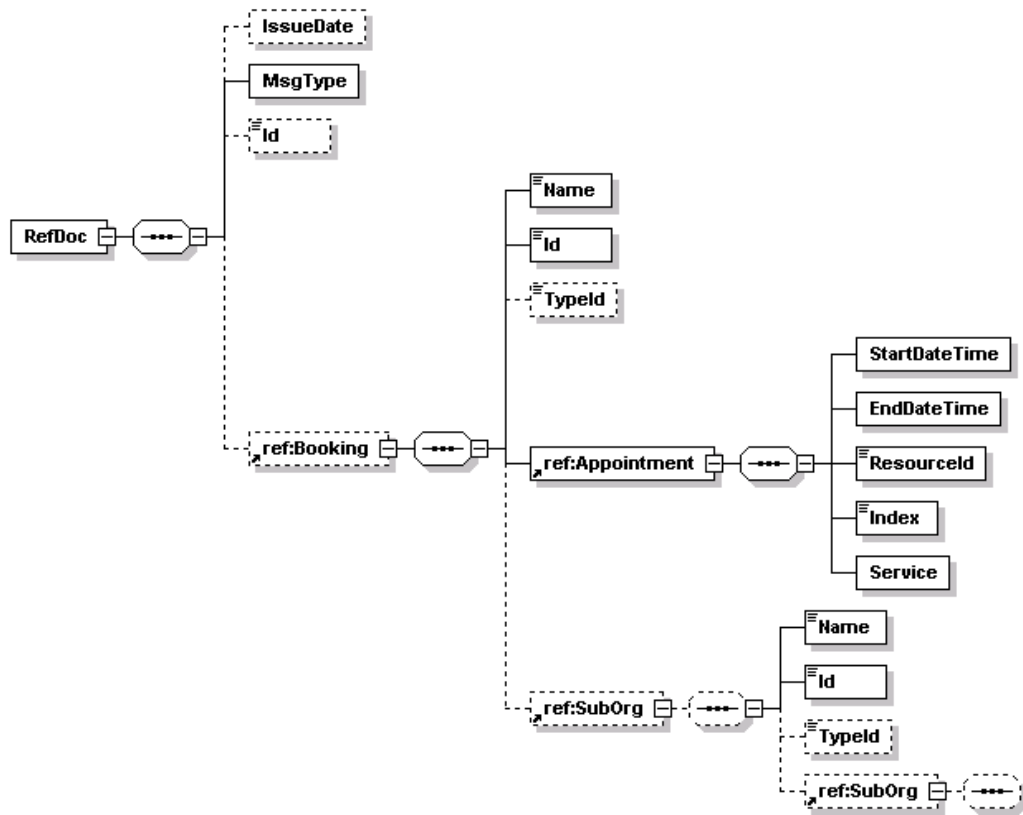 IssueDate
MsgType
Id
RefDoc
ref:Booking
Name
Id
TypeId
ref:Appointment
StartDateTime
EndDateTime
ResourceId
Index
Service
ref:SubOrg
Name
Id
TypeId
ref:SubOrg